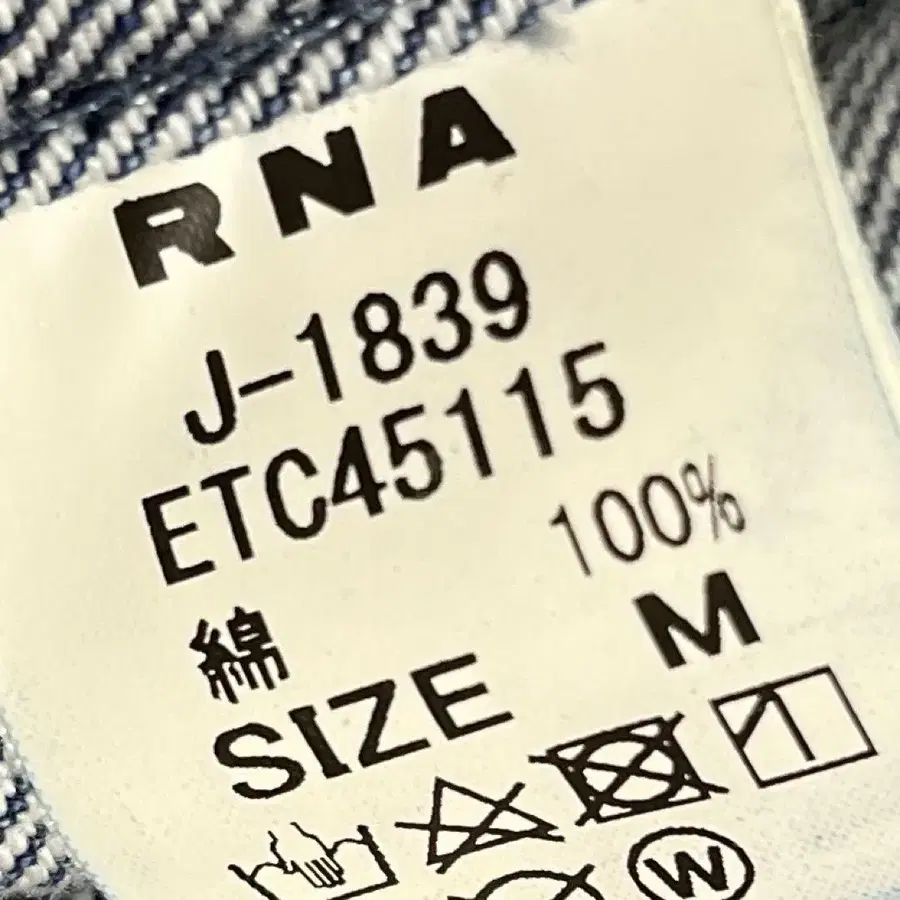 RNA
J-1839
ETC45115
綿 100%
SIZE M
W